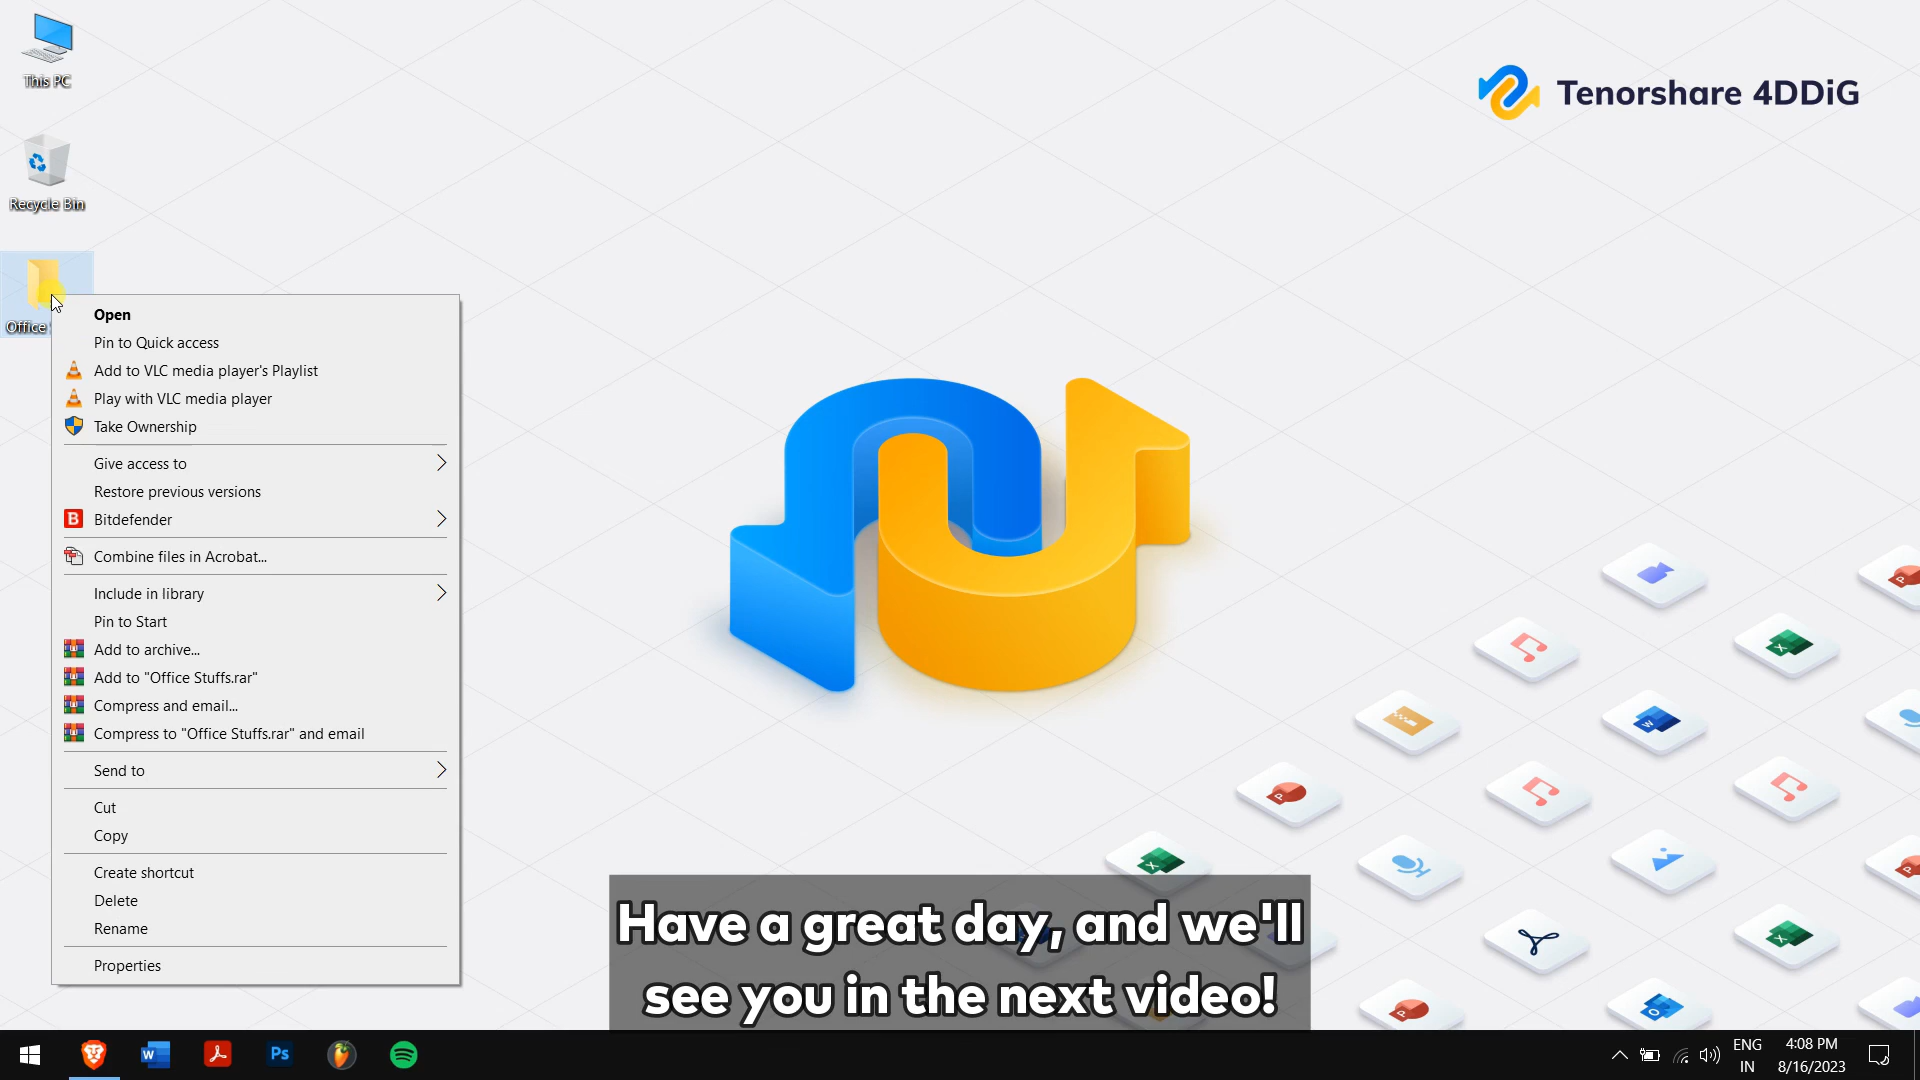 This PC
Recycle Bin
Office
Tenorshare 4DDiG
Open
Pin to Quick access
Add to VLC media player's Playlist
Play with VLC media player
Take Ownership
Give access to
Restore previous versions
Bitdefender
Combine files in Acrobat...
Include in library
Pin to Start
Add to archive...
Add to "Office Stuffs.rar"
Compress and email...
Compress to "Office Stuffs.rar" and email
Send to
Cut
Copy
Create shortcut
Delete
Rename
Properties
Have a great day, and we'll
see you in the next video!
Ps
ENG
IN
4:08 PM
8/16/2023